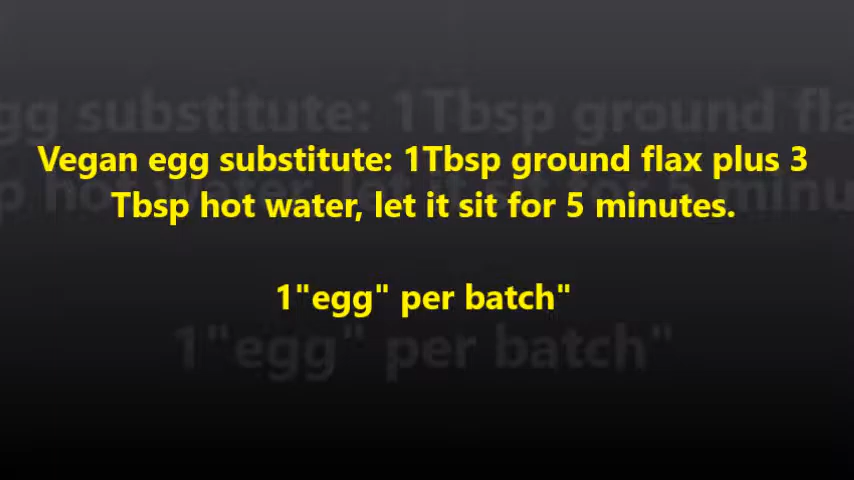 Vegan egg substitute: 1Tbsp ground flax plus 3
Tbsp hot water, let it sit for 5 minutes.
1"egg" per batch"